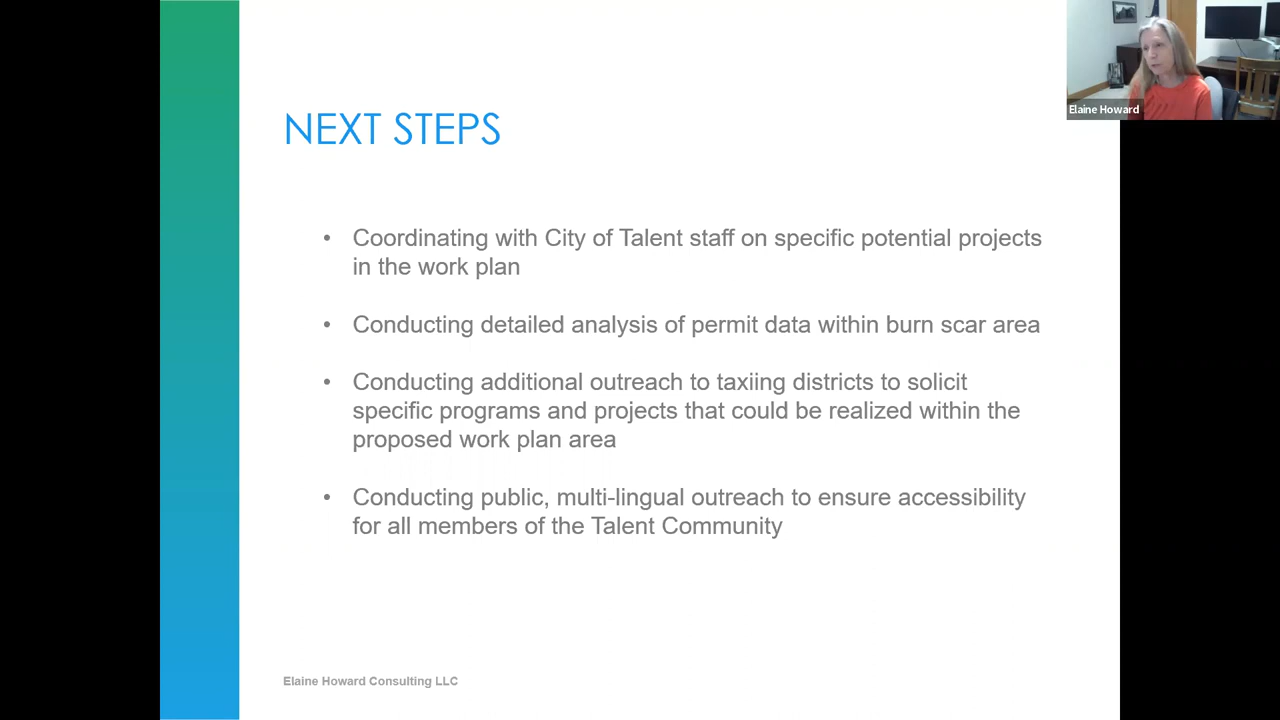 Elaine Howard
NEXT STEPS
• Coordinating with City of Talent staff on specific potential projects
in the work plan
• Conducting detailed analysis of permit data within burn scar area
• Conducting additional outreach to taxiing districts to solicit
specific programs and projects that could be realized within the
proposed work plan area
• Conducting public, multi-lingual outreach to ensure accessibility
for all members of the Talent Community
Elaine Howard Consulting LLC